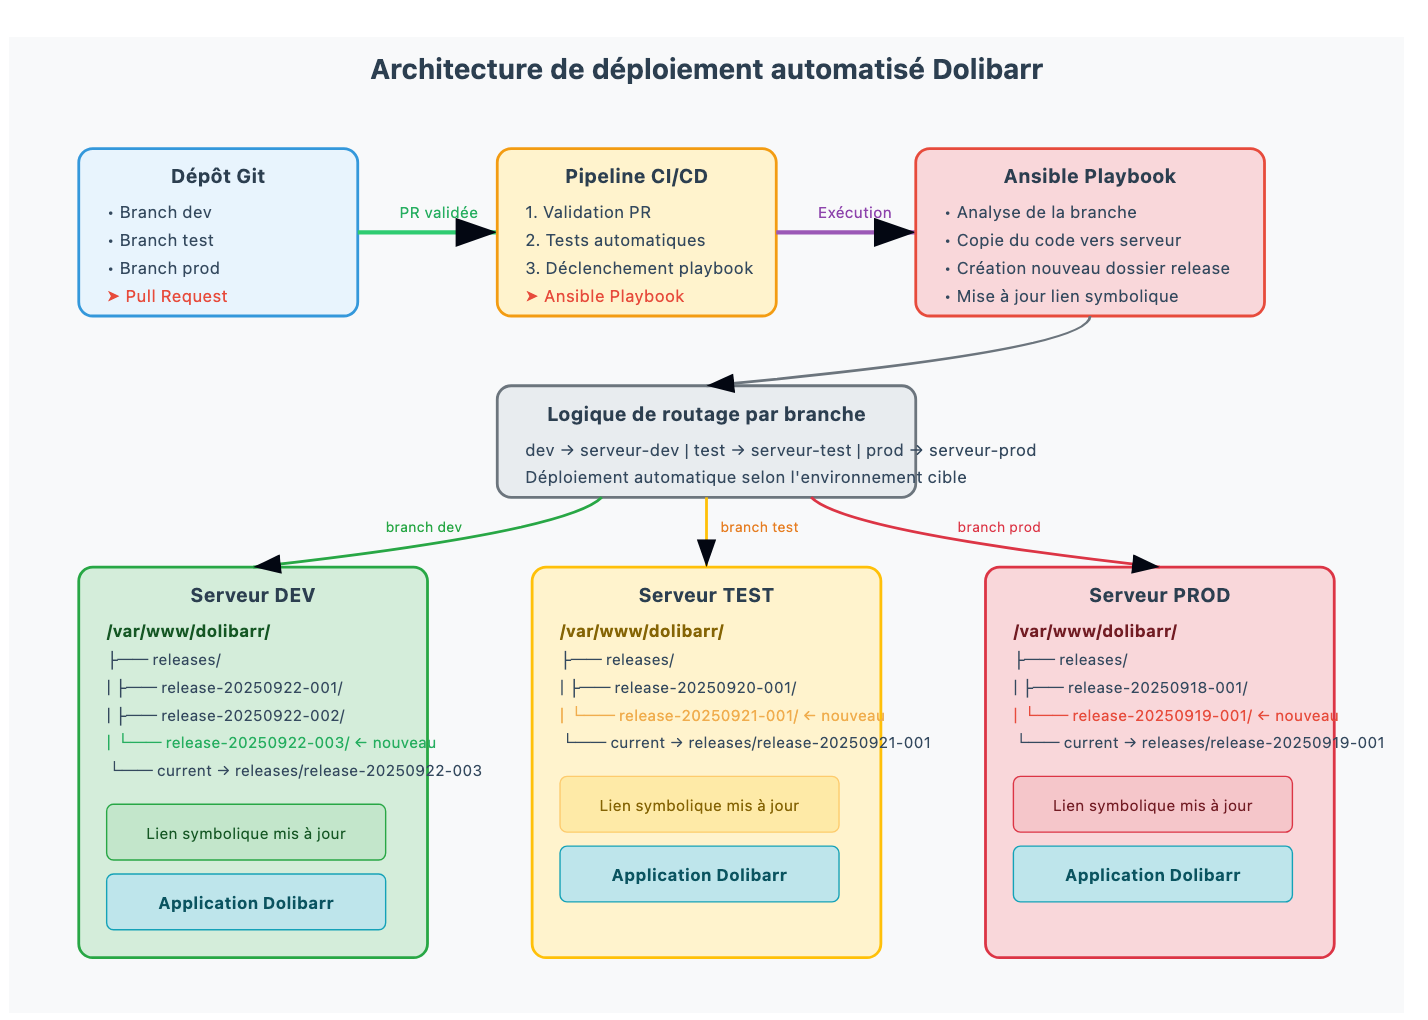 Architecture de déploiement automatisé Dolibarr
Dépôt Git
• Branch dev
• Branch test
• Branch prod
➤ Pull Request
PR validée
Pipeline CI/CD
1. Validation PR
2. Tests automatiques
3. Déclenchement playbook
➤ Ansible Playbook
Exécution
Ansible Playbook
• Analyse de la branche
• Copie du code vers serveur
• Création nouveau dossier release
• Mise à jour lien symbolique
Logique de routage par branche
dev → serveur-dev | test → serveur-test | prod → serveur-prod
Déploiement automatique selon l'environnement cible
branch dev
branch test
branch prod
Serveur DEV
/var/www/dolibarr/
├── releases/
│ ├── release-20250922-001/
│ ├── release-20250922-002/
│ └── release-20250922-003/ ← nouveau
└── current → releases/release-20250922-003
Lien symbolique mis à jour
Application Dolibarr
Serveur TEST
/var/www/dolibarr/
├── releases/
│ ├── release-20250920-001/
│ └── release-20250921-001/ ← nouveau
└── current → releases/release-20250921-001
Lien symbolique mis à jour
Application Dolibarr
Serveur PROD
/var/www/dolibarr/
├── releases/
│ ├── release-20250918-001/
│ └── release-20250919-001/ ← nouveau
└── current → releases/release-20250919-001
Lien symbolique mis à jour
Application Dolibarr